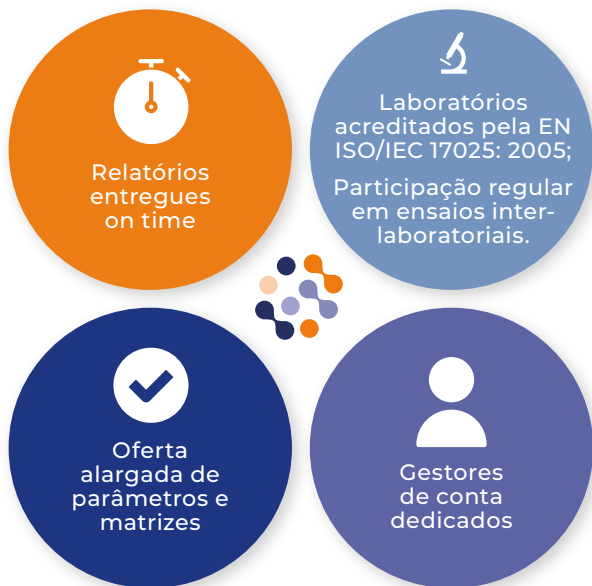 Relatórios
entregues
on time
Laboratórios
acreditados pela EN
ISO/IEC 17025: 2005;
Participação regular
em ensaios inter-
laboratoriais.
Oferta
alargada de
parâmetros e
matrizes
Gestores
de conta
dedicados